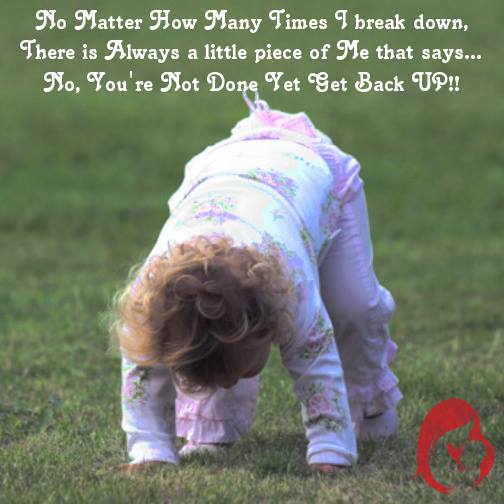 No Matter How Many Times I break down,
There is Always a little piece of Me that says...
No, You're Not Done Yet Get Back UP!!